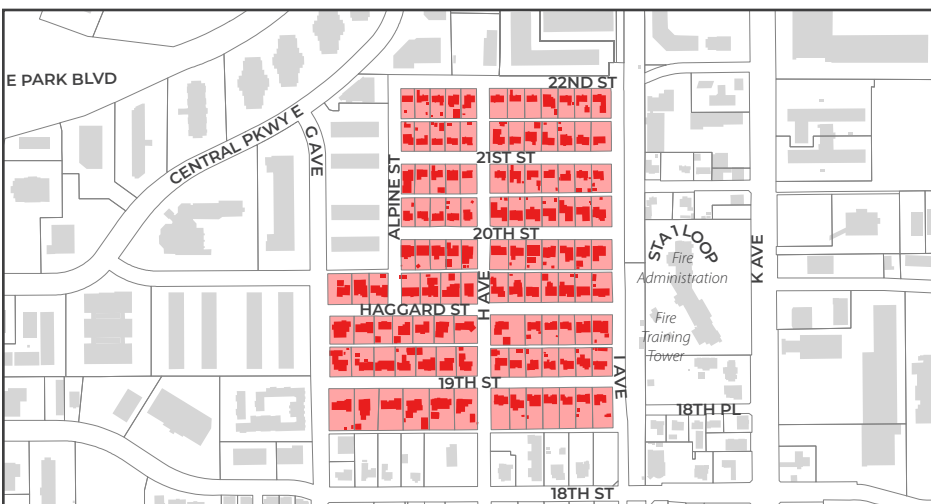 22ND ST
E PARK BLVD
CENTRAL PKWY E
G AVE
21ST ST
ALPINE ST
20TH ST
STA 1 LOOP
K AVE
Fire
Administration
H AVE
HAGGARD ST
Fire
Training
Tower
I AVE
19TH ST
18TH PL
18TH ST